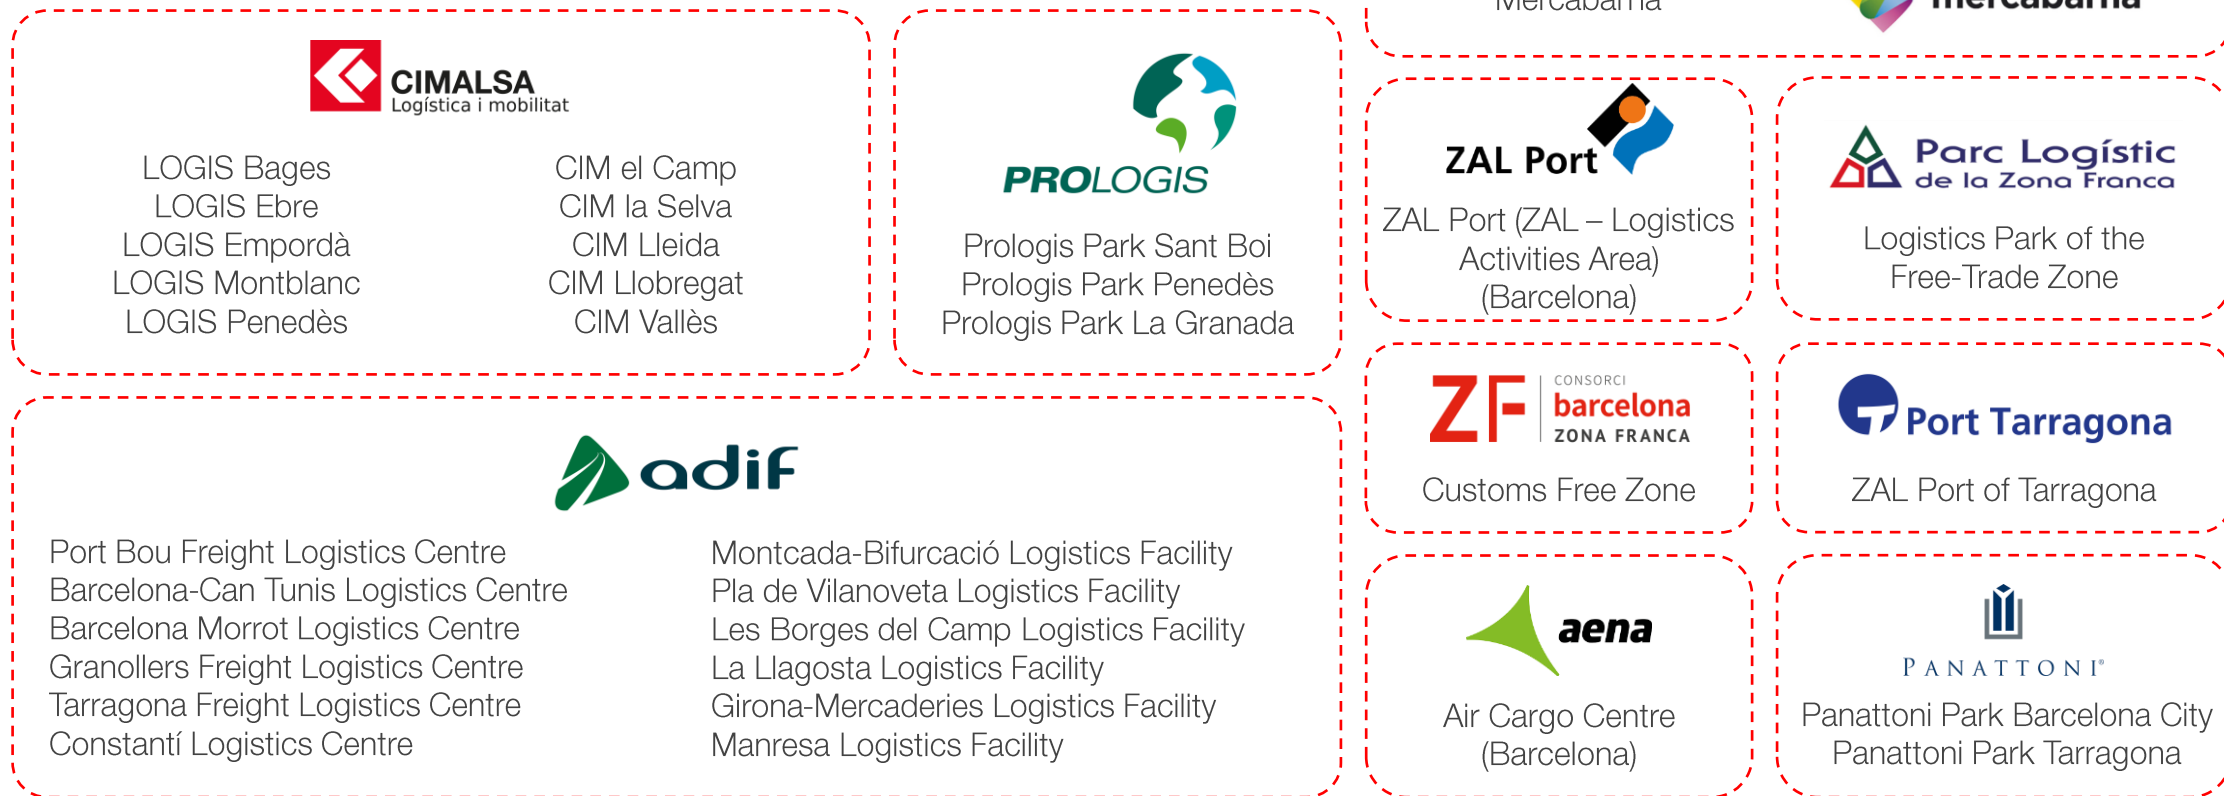 Mercabarna
mercabarna
CIMALSA
Logística i mobilitat
LOGIS Bages
LOGIS Ebre
LOGIS Empordà
LOGIS Montblanc
LOGIS Penedès
CIM el Camp
CIM la Selva
CIM Lleida
CIM Llobregat
CIM Vallès
PROLOGIS
Prologis Park Sant Boi
Prologis Park Penedès
Prologis Park La Granada
ZAL Port
ZAL Port (ZAL – Logistics
Activities Area)
(Barcelona)
Parc Logístic
de la Zona Franca
Logistics Park of the
Free-Trade Zone
adif
Port Bou Freight Logistics Centre
Barcelona-Can Tunis Logistics Centre
Barcelona Morrot Logistics Centre
Granollers Freight Logistics Centre
Tarragona Freight Logistics Centre
Constantí Logistics Centre
Montcada-Bifurcació Logistics Facility
Pla de Vilanoveta Logistics Facility
Les Borges del Camp Logistics Facility
La Llagosta Logistics Facility
Girona-Mercaderies Logistics Facility
Manresa Logistics Facility
ZF
CONSORCI
barcelona
ZONA FRANCA
Customs Free Zone
Port Tarragona
ZAL Port of Tarragona
aena
Air Cargo Centre
(Barcelona)
PANATTONI®
Panattoni Park Barcelona City
Panattoni Park Tarragona